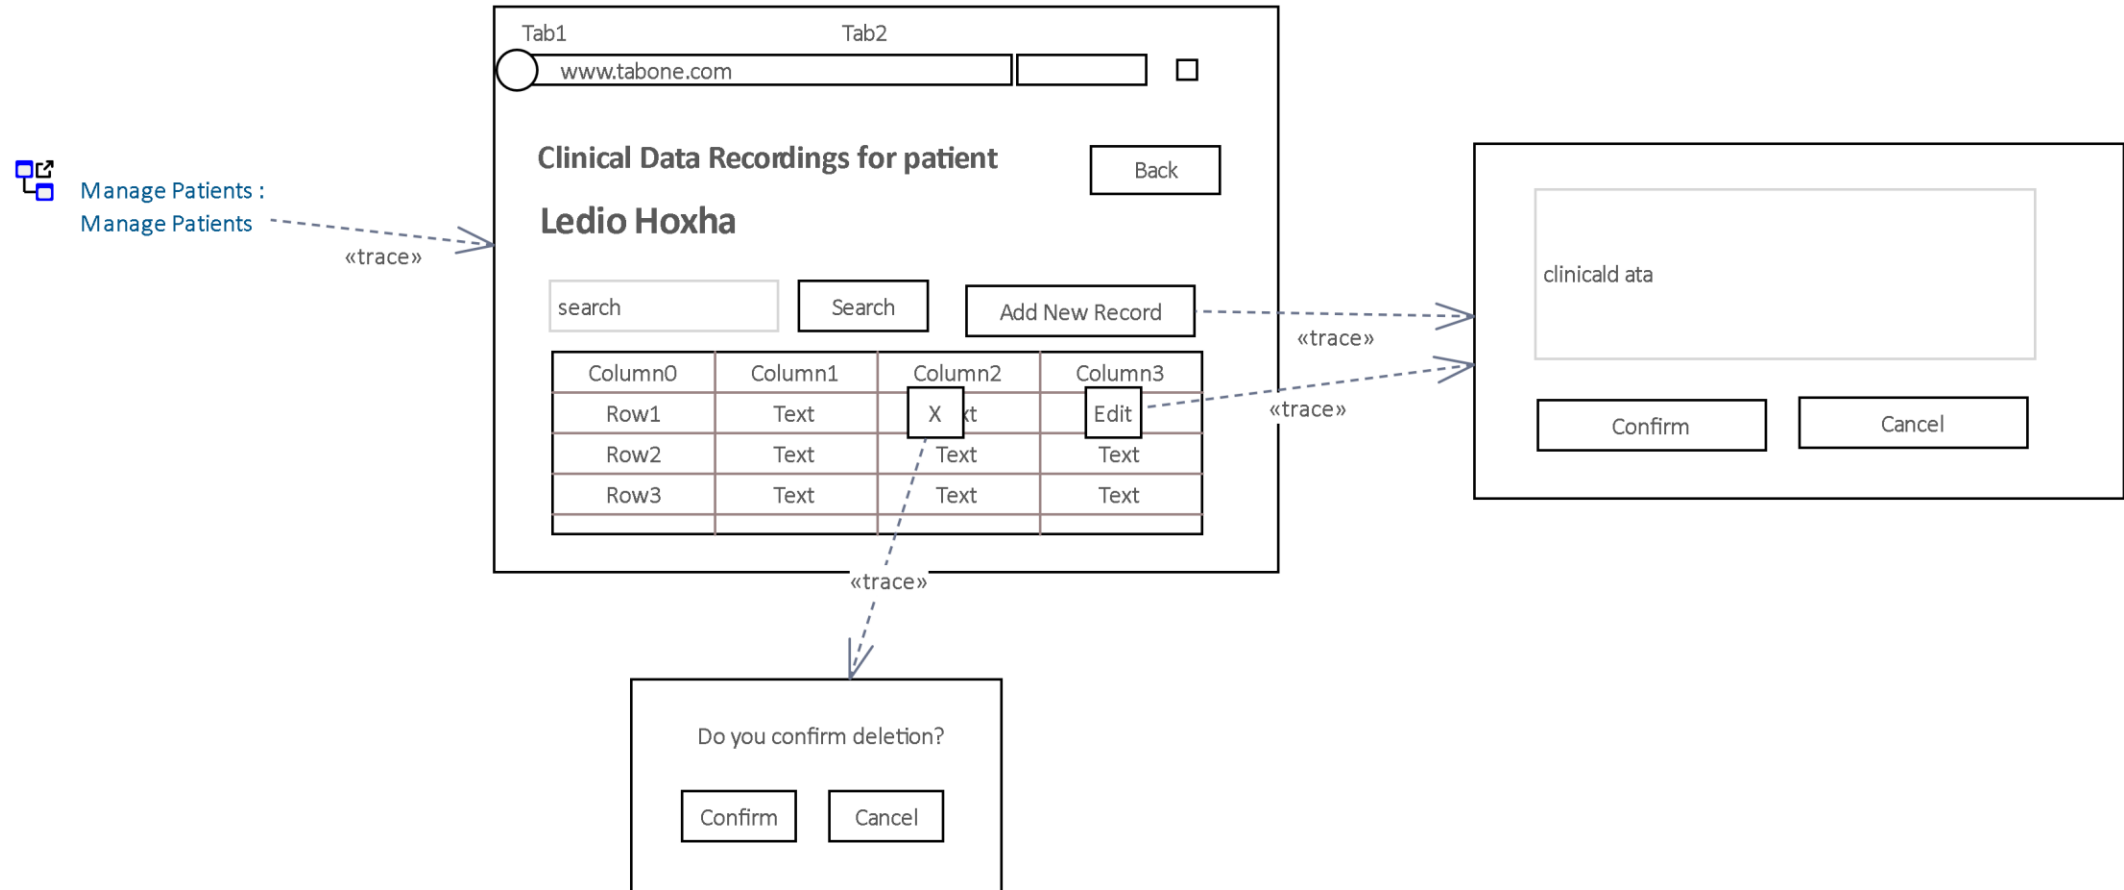 Tab1
Tab2
www.tabone.com
Clinical Data Recordings for patient
Back
Ledio Hoxha
Manage Patients :
Manage Patients
«trace»
search
Search
Add New Record
«trace»
clinicald ata
Confirm
Cancel
Column0 Column1 Column2 Column3
Row1 Text X xt Edit
«trace»
Row2 Text Text Text
Row3 Text Text Text
«trace»
Do you confirm deletion?
Confirm
Cancel